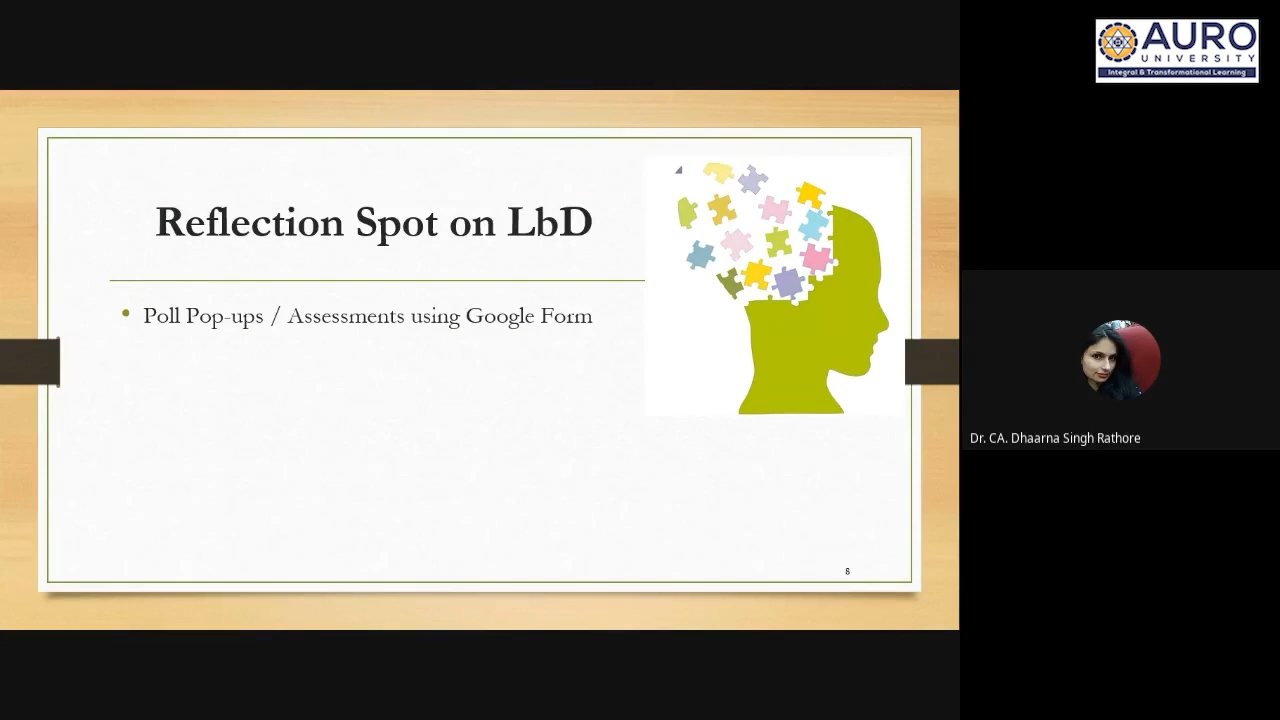 AURO
UNIVERSITY
Integral & Transformational Learning
Reflection Spot on LbD
• Poll Pop-ups / Assessments using Google Form
8
Dr. CA. Dhaarna Singh Rathore